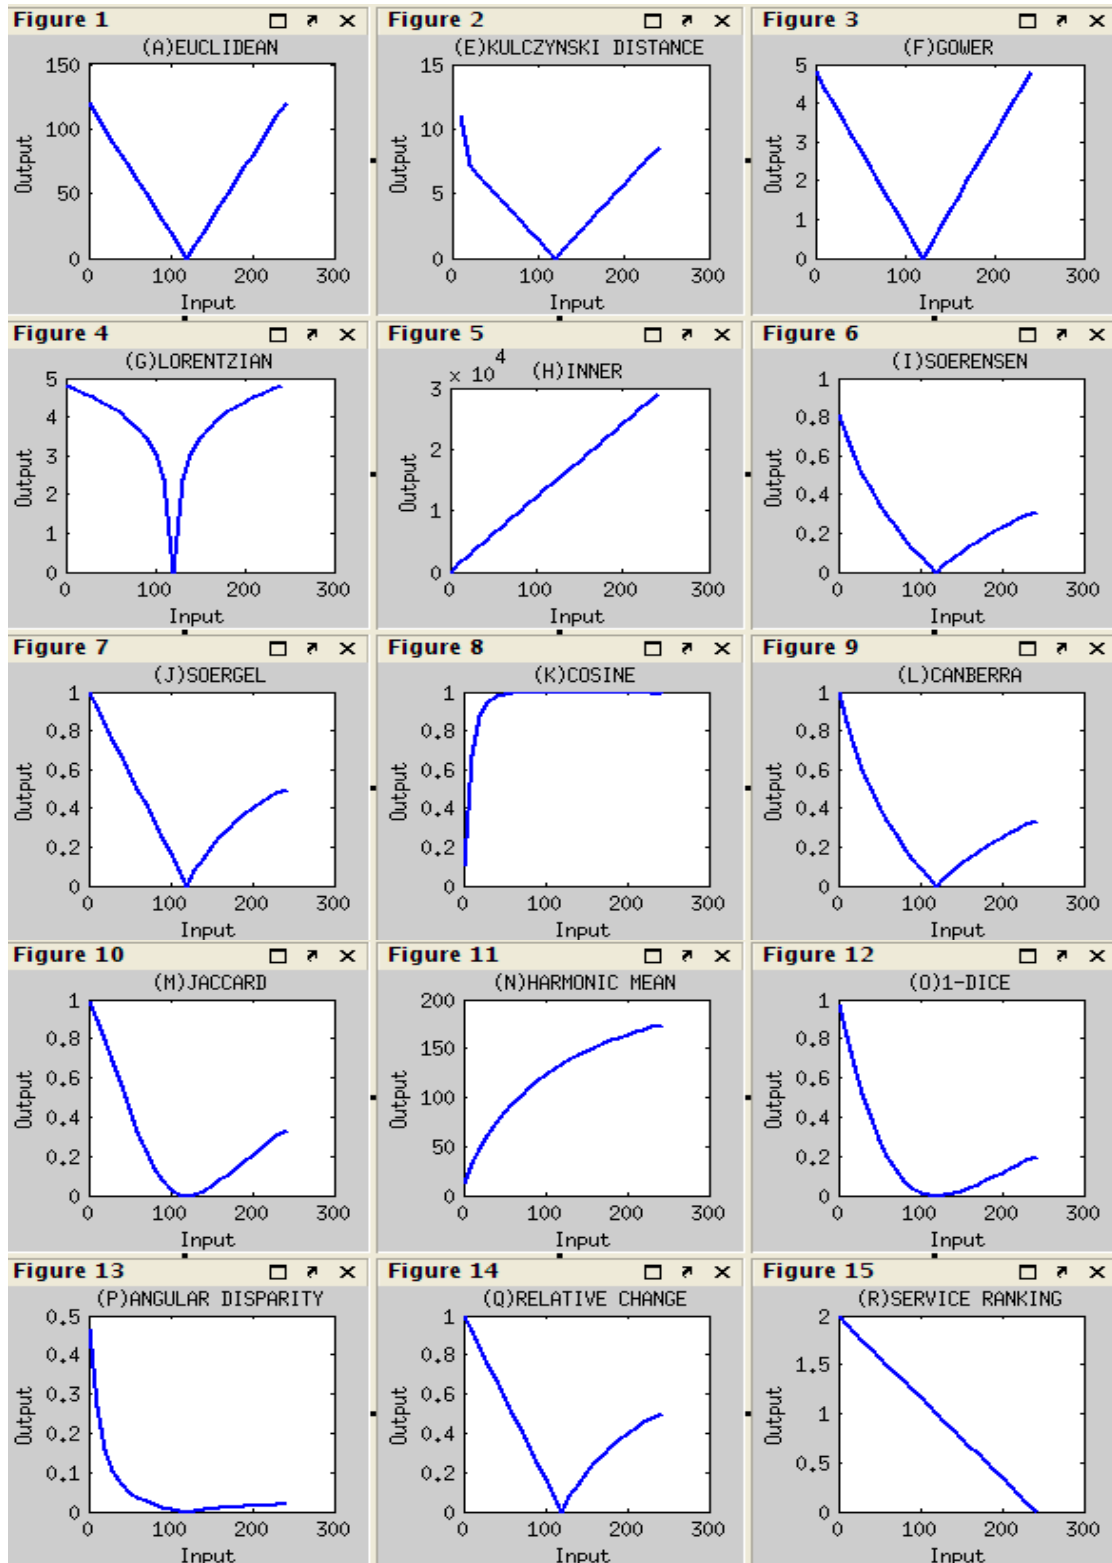 Figure 1
(A)EUCLIDEAN
150
100
50
0
Output
0 100 200 300
Input
Figure 2
(E)KULCZYNSKI DISTANCE
15
10
5
0
Output
0 100 200 300
Input
Figure 3
(F)GOWER
5
4
3
2
1
0
Output
0 100 200 300
Input
Figure 4
(G)LORENTZIAN
5
4
3
2
1
0
Output
0 100 200 300
Input
Figure 5
× 10^4
(H)INNER
3
2
1
0
Output
0 100 200 300
Input
Figure 6
(I)SOERENSEN
1
0.8
0.6
0.4
0.2
0
Output
0 100 200 300
Input
Figure 7
(J)SOERGEL
1
0.8
0.6
0.4
0.2
0
Output
0 100 200 300
Input
Figure 8
(K)COSINE
1
0.8
0.6
0.4
0.2
0
Output
0 100 200 300
Input
Figure 9
(L)CANBERRA
1
0.8
0.6
0.4
0.2
0
Output
0 100 200 300
Input
Figure 10
(M)JACCARD
1
0.8
0.6
0.4
0.2
0
Output
0 100 200 300
Input
Figure 11
(N)HARMONIC MEAN
200
150
100
50
0
Output
0 100 200 300
Input
Figure 12
(O)1-DICE
1
0.8
0.6
0.4
0.2
0
Output
0 100 200 300
Input
Figure 13
(P)ANGULAR DISPARITY
0.5
0.4
0.3
0.2
0.1
0
Output
0 100 200 300
Input
Figure 14
(Q)RELATIVE CHANGE
1
0.8
0.6
0.4
0.2
0
Output
0 100 200 300
Input
Figure 15
(R)SERVICE RANKING
2
1.5
1
0.5
0
Output
0 100 200 300
Input